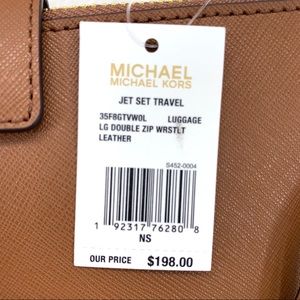 MICHAEL
MICHAEL KORS
JET SET TRAVEL
35F8GTVW0L LUGGAGE
LG DOUBLE ZIP WRSTLT
LEATHER
S452-0004
1 92317 76280 8
NS
OUR PRICE $198.00